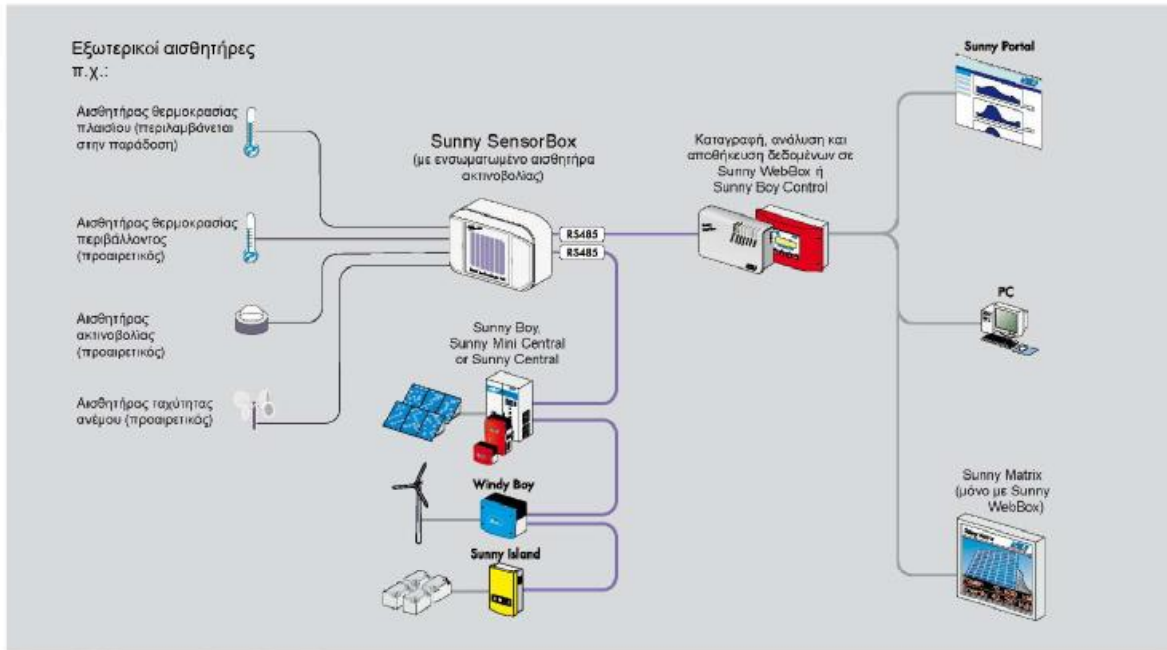 Εξωτερικοί αισθητήρες
π.χ.:
Αισθητήρας θερμοκρασίας
πλαισίου (περιλαμβάνεται
στην παράδοση)
Αισθητήρας θερμοκρασίας
περιβάλλοντος
(προαιρετικός)
Αισθητήρας
ακτινοβολίας
(προαιρετικός)
Αισθητήρας ταχύτητας
ανέμου (προαιρετικός)
Sunny SensorBox
(με ενσωματωμένο αισθητήρα
ακτινοβολίας)
RS485
RS485
Sunny Boy,
Sunny Mini Central
or Sunny Central
Windy Boy
Sunny Island
Καταγραφή, ανάλυση και
αποθήκευση δεδομένων σε
Sunny WebBox ή
Sunny Boy Control
Sunny Portal
PC
Sunny Matrix
(μόνο με Sunny
WebBox)